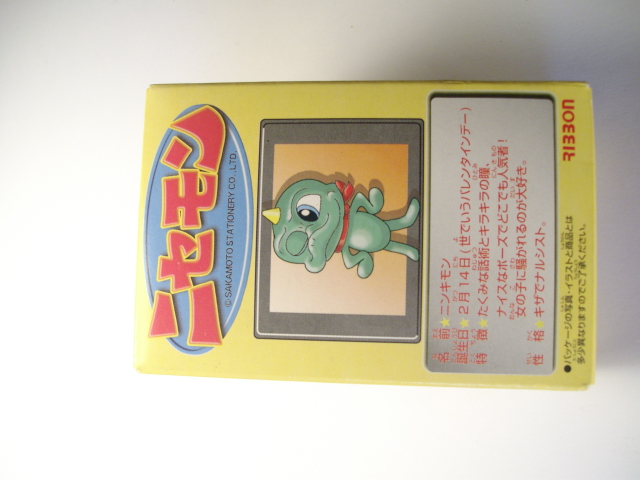 ニセモン
©SAKAMOTO STATIONERY CO., LTD.
名前★ニンキモン
誕生日★2月14日(世でいうバレンタインデー)
特徴★たくみな話術とキラキラの瞳、
ナイスなポーズでどこでも人気者！
女の子に騒がれるのが大好き。
性格★キザでナルシスト。
RIBBON
●パッケージの写真・イラストと商品とは
多少異なりますのでご了承ください。